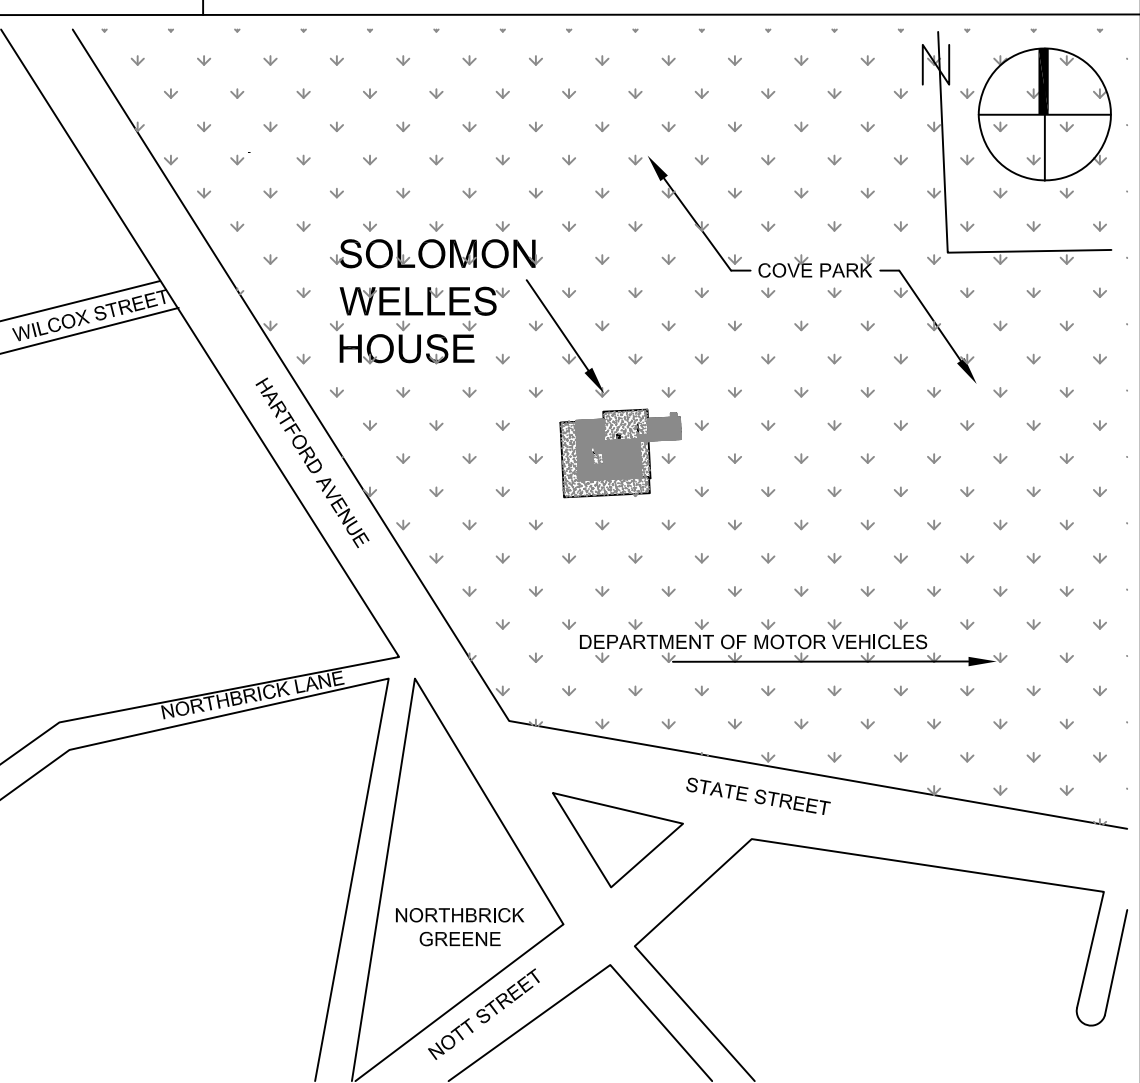 N
SOLOMON
WELLES
HOUSE
COVE PARK
WILCOX STREET
HARTFORD AVENUE
DEPARTMENT OF MOTOR VEHICLES
NORTHBRICK LANE
STATE STREET
NORTHBRICK
GREENE
NOTT STREET